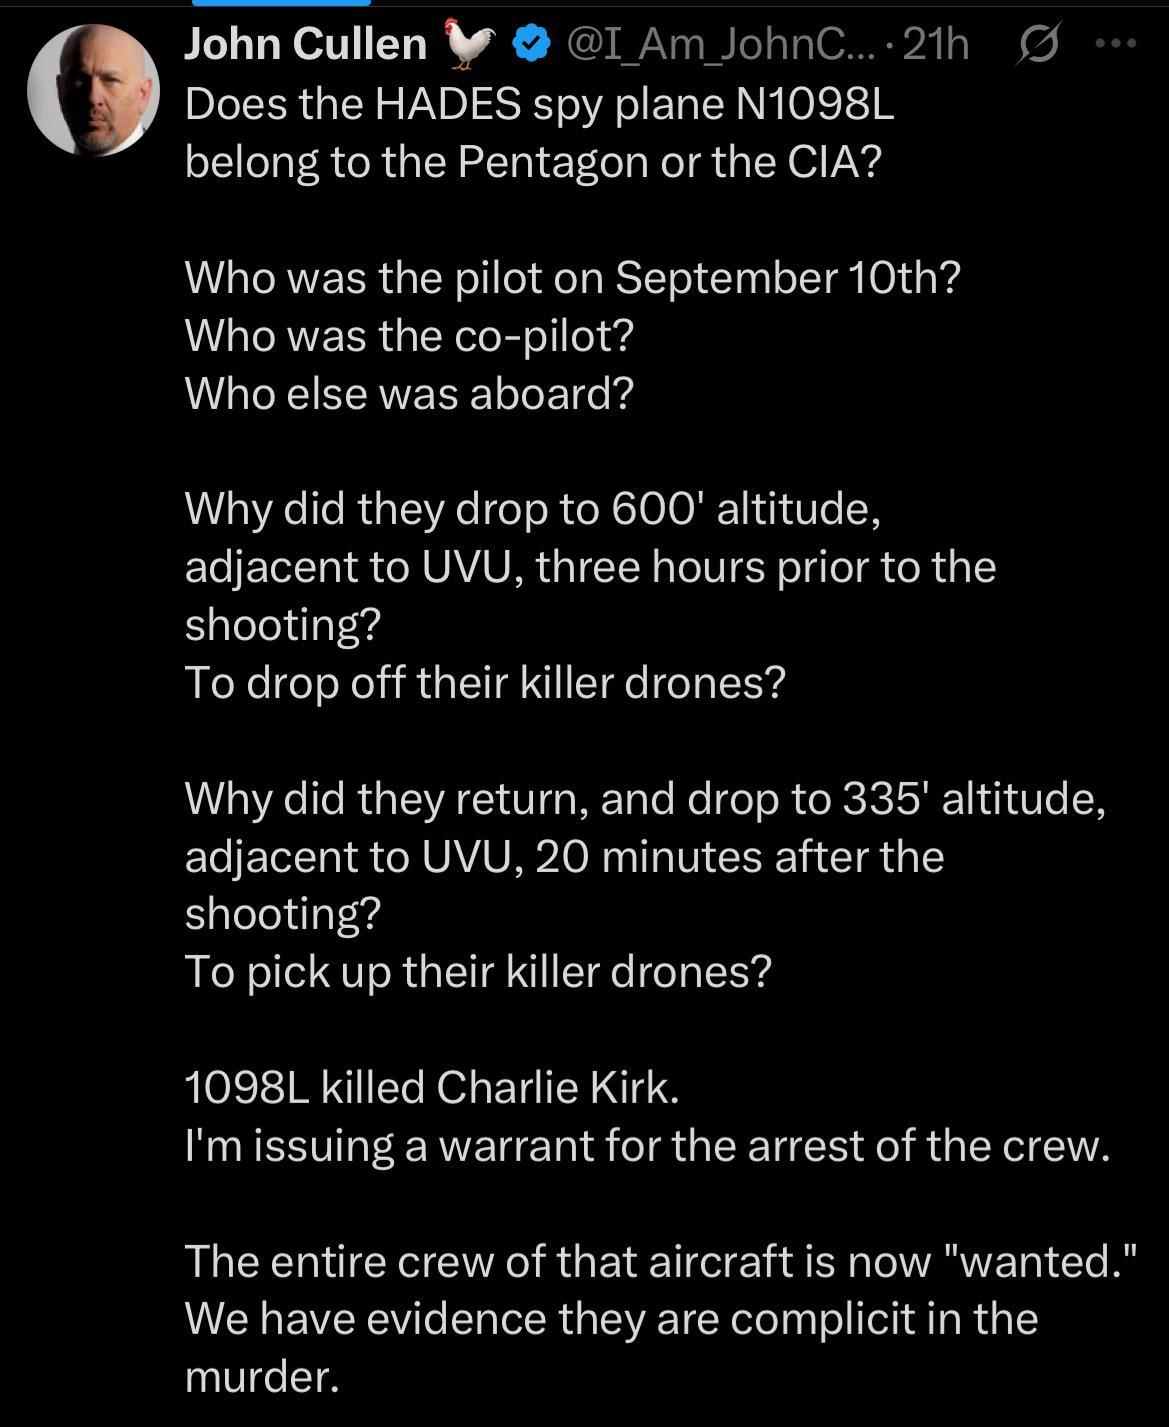 John Cullen 🐓 @I_Am_JohnC... · 21h
Does the HADES spy plane N1098L
belong to the Pentagon or the CIA?
Who was the pilot on September 10th?
Who was the co-pilot?
Who else was aboard?
Why did they drop to 600' altitude,
adjacent to UVU, three hours prior to the
shooting?
To drop off their killer drones?
Why did they return, and drop to 335' altitude,
adjacent to UVU, 20 minutes after the
shooting?
To pick up their killer drones?
1098L killed Charlie Kirk.
I'm issuing a warrant for the arrest of the crew.
The entire crew of that aircraft is now "wanted."
We have evidence they are complicit in the
murder.